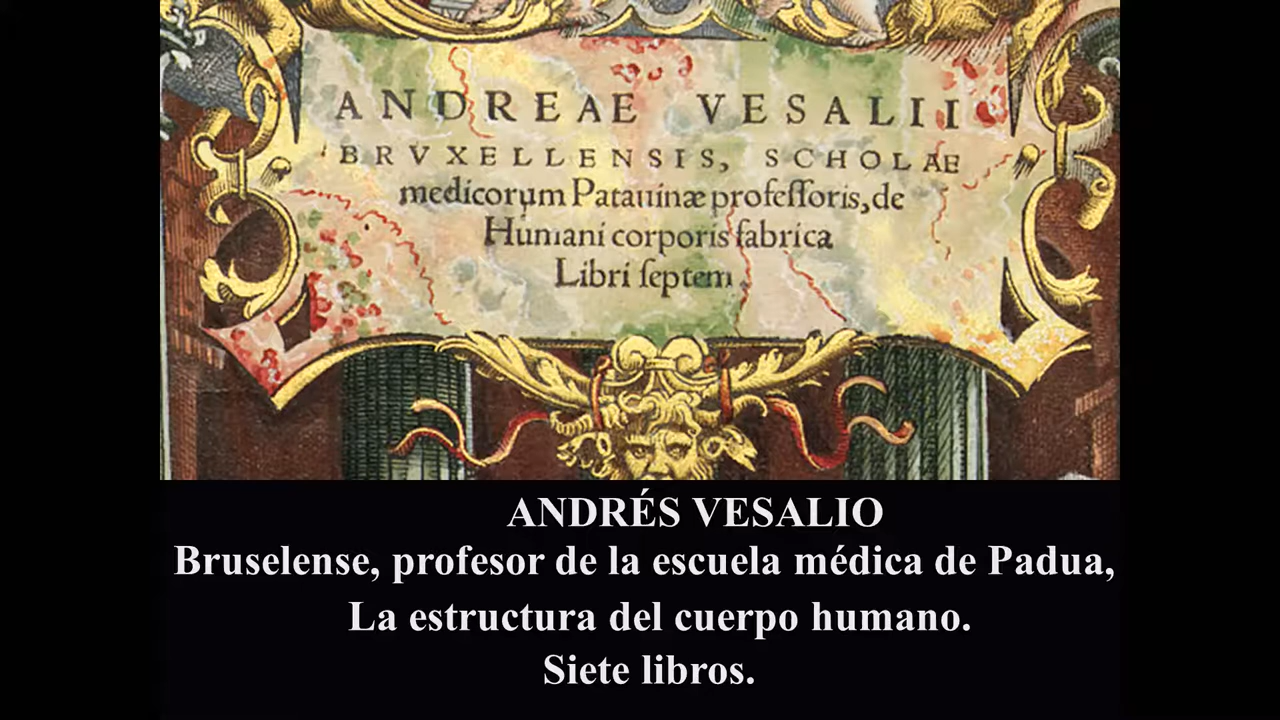 ANDREAE VESALII
BRVXELLENSIS, SCHOLAE
medicorum Patauinæ profeſſoris, de
Humani corporis fabrica
Libri ſeptem.
ANDRÉS VESALIO
Bruselense, profesor de la escuela médica de Padua,
La estructura del cuerpo humano.
Siete libros.